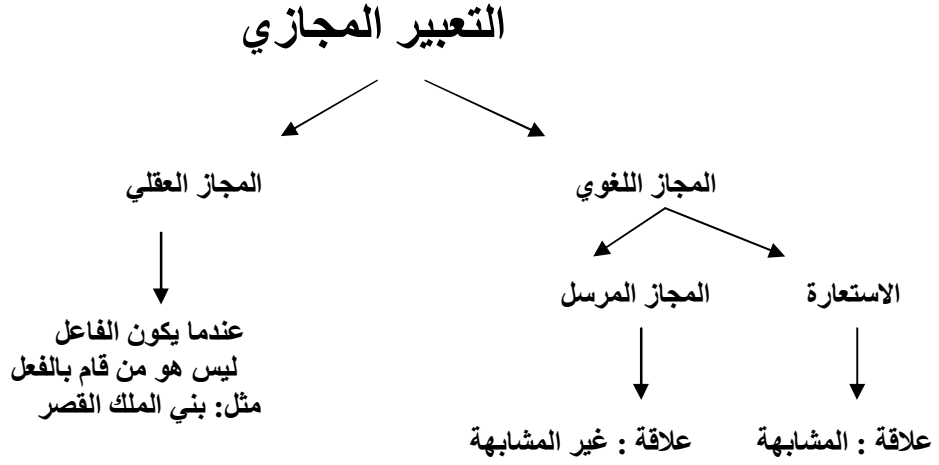 التعبير المجازي
المجاز اللغوي
المجاز العقلي
الاستعارة
المجاز المرسل
عندما يكون الفاعل
ليس هو من قام بالفعل
مثل: بني الملك القصر
علاقة : المشابهة
علاقة : غير المشابهة